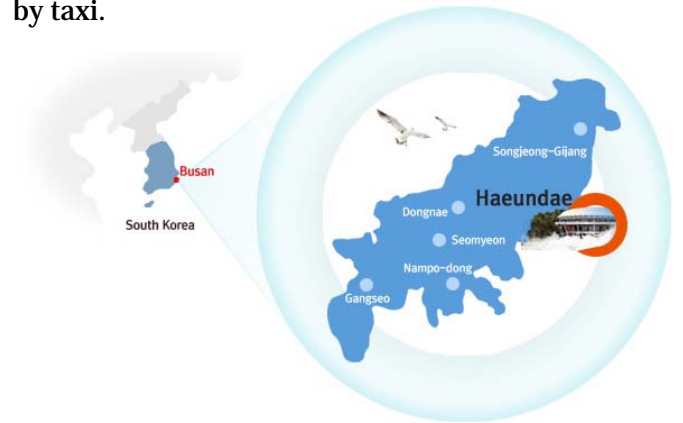 by taxi.
Busan
South Korea
Songjeong-Gijang
Haeundae
Dongnae
Seomyeon
Nampo-dong
Gangseo